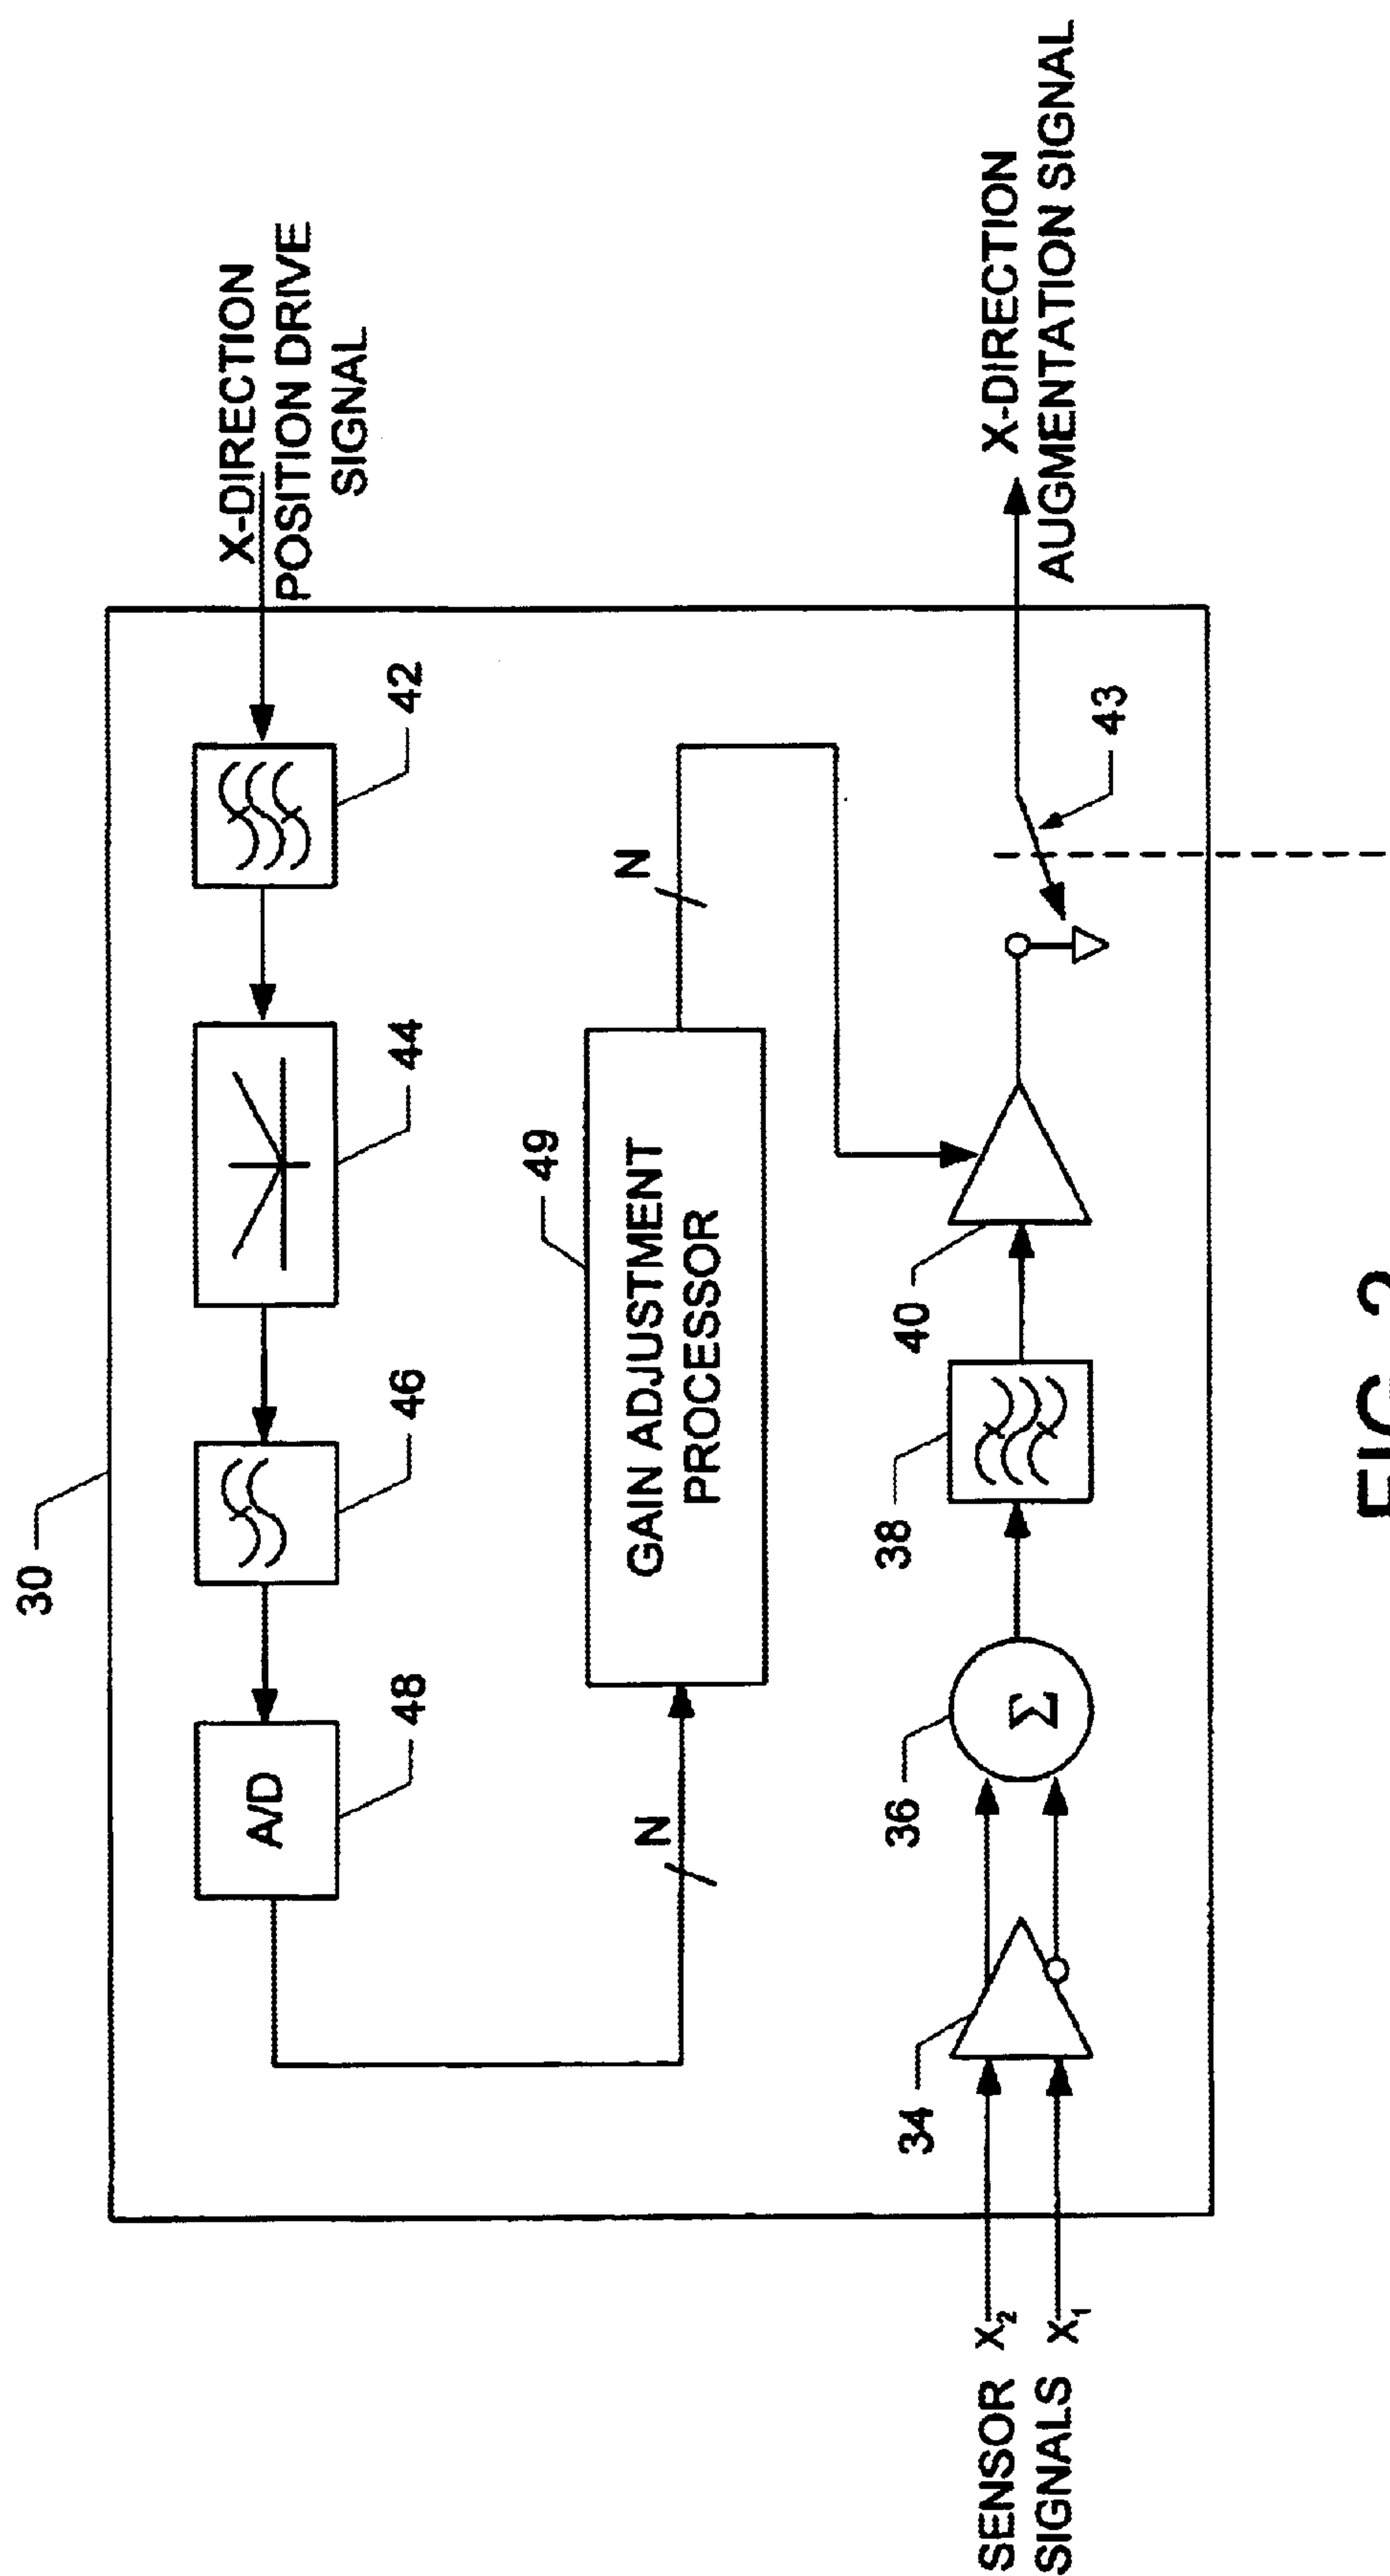 30
X-DIRECTION
POSITION DRIVE
SIGNAL
42
44
46
A/D
48
N
GAIN ADJUSTMENT
PROCESSOR
49
N
SENSOR
SIGNALS
X2
X1
34
Σ
36
38
40
43
X-DIRECTION
AUGMENTATION SIGNAL